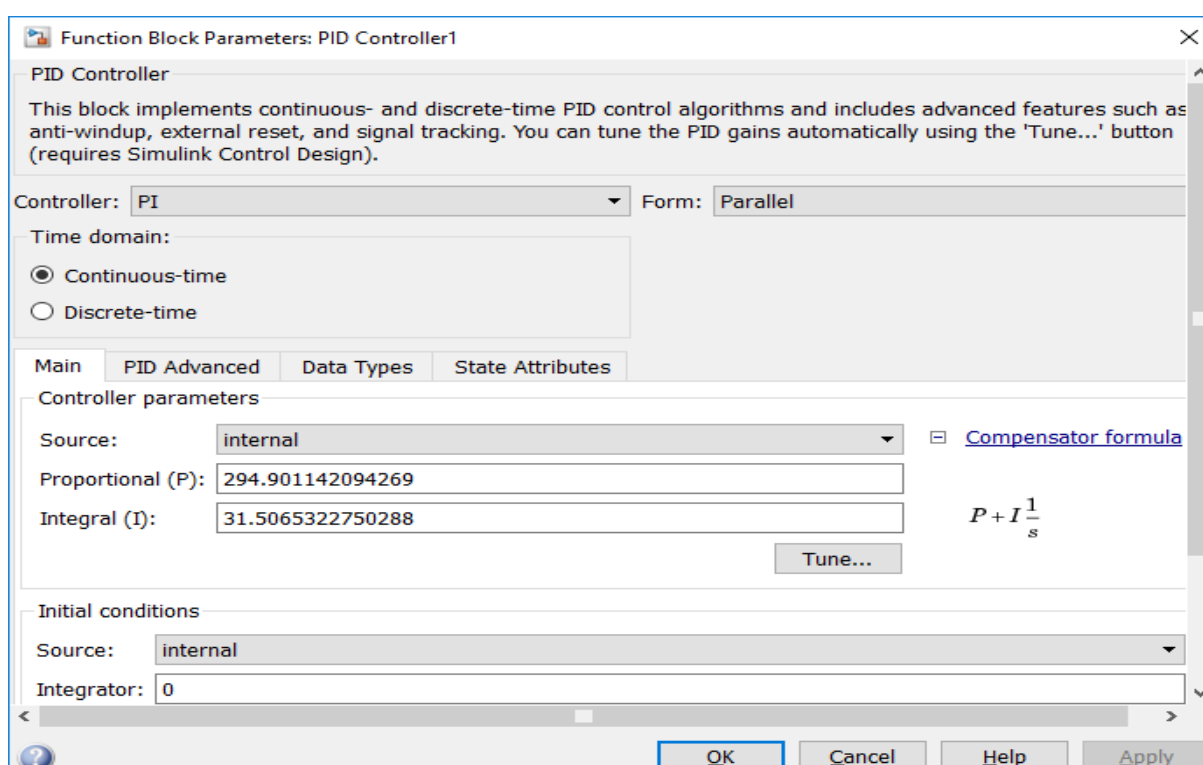 Function Block Parameters: PID Controller1
PID Controller
This block implements continuous- and discrete-time PID control algorithms and includes advanced features such as
anti-windup, external reset, and signal tracking. You can tune the PID gains automatically using the 'Tune...' button
(requires Simulink Control Design).
Controller: PI Form: Parallel
Time domain:
Continuous-time
Discrete-time
Main PID Advanced Data Types State Attributes
Controller parameters
Source: internal Compensator formula
Proportional (P): 294.901142094269
Integral (I): 31.5065322750288
P + I 1/s
Tune...
Initial conditions
Source: internal
Integrator: 0
OK Cancel Help Apply